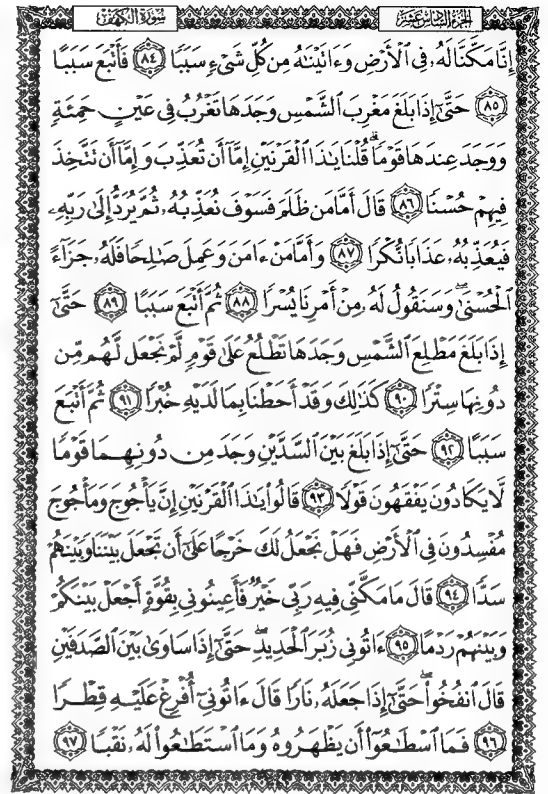 الجزء السادس عشر
سورة الكهف
إِنَّا مَكَّنَّا لَهُۥ فِى ٱلْأَرْضِ وَءَاتَيْنَٰهُ مِن كُلِّ شَىْءٍ سَبَبًا ﴿٨٤﴾ فَأَتْبَعَ سَبَبًا
﴿٨٥﴾ حَتَّىٰٓ إِذَا بَلَغَ مَغْرِبَ ٱلشَّمْسِ وَجَدَهَا تَغْرُبُ فِى عَيْنٍ حَمِئَةٍ
وَوَجَدَ عِندَهَا قَوْمًا ۗ قُلْنَا يَٰذَا ٱلْقَرْنَيْنِ إِمَّآ أَن تُعَذِّبَ وَإِمَّآ أَن تَتَّخِذَ
فِيهِمْ حُسْنًا ﴿٨٦﴾ قَالَ أَمَّا مَن ظَلَمَ فَسَوْفَ نُعَذِّبُهُۥ ثُمَّ يُرَدُّ إِلَىٰ رَبِّهِۦ
فَيُعَذِّبُهُۥ عَذَابًا نُّكْرًا ﴿٨٧﴾ وَأَمَّا مَنْ ءَامَنَ وَعَمِلَ صَٰلِحًا فَلَهُۥ جَزَآءً
ٱلْحُسْنَىٰ ۖ وَسَنَقُولُ لَهُۥ مِنْ أَمْرِنَا يُسْرًا ﴿٨٨﴾ ثُمَّ أَتْبَعَ سَبَبًا ﴿٨٩﴾ حَتَّىٰٓ
إِذَا بَلَغَ مَطْلِعَ ٱلشَّمْسِ وَجَدَهَا تَطْلُعُ عَلَىٰ قَوْمٍ لَّمْ نَجْعَل لَّهُم مِّن
دُونِهَا سِتْرًا ﴿٩٠﴾ كَذَٰلِكَ وَقَدْ أَحَطْنَا بِمَا لَدَيْهِ خُبْرًا ﴿٩١﴾ ثُمَّ أَتْبَعَ
سَبَبًا ﴿٩٢﴾ حَتَّىٰٓ إِذَا بَلَغَ بَيْنَ ٱلسَّدَّيْنِ وَجَدَ مِن دُونِهِمَا قَوْمًا
لَّا يَكَادُونَ يَفْقَهُونَ قَوْلًا ﴿٩٣﴾ قَالُوا۟ يَٰذَا ٱلْقَرْنَيْنِ إِنَّ يَأْجُوجَ وَمَأْجُوجَ
مُفْسِدُونَ فِى ٱلْأَرْضِ فَهَلْ نَجْعَلُ لَكَ خَرْجًا عَلَىٰٓ أَن تَجْعَلَ بَيْنَنَا وَبَيْنَهُمْ
سَدًّا ﴿٩٤﴾ قَالَ مَا مَكَّنِّى فِيهِ رَبِّى خَيْرٌ فَأَعِينُونِى بِقُوَّةٍ أَجْعَلْ بَيْنَكُمْ
وَبَيْنَهُمْ رَدْمًا ﴿٩٥﴾ ءَاتُونِى زُبَرَ ٱلْحَدِيدِ ۖ حَتَّىٰٓ إِذَا سَاوَىٰ بَيْنَ ٱلصَّدَفَيْنِ
قَالَ ٱنفُخُوا۟ ۖ حَتَّىٰٓ إِذَا جَعَلَهُۥ نَارًا قَالَ ءَاتُونِىٓ أُفْرِغْ عَلَيْهِ قِطْرًا
﴿٩٦﴾ فَمَا ٱسْطَٰعُوٓا۟ أَن يَظْهَرُوهُ وَمَا ٱسْتَطَٰعُوا۟ لَهُۥ نَقْبًا ﴿٩٧﴾